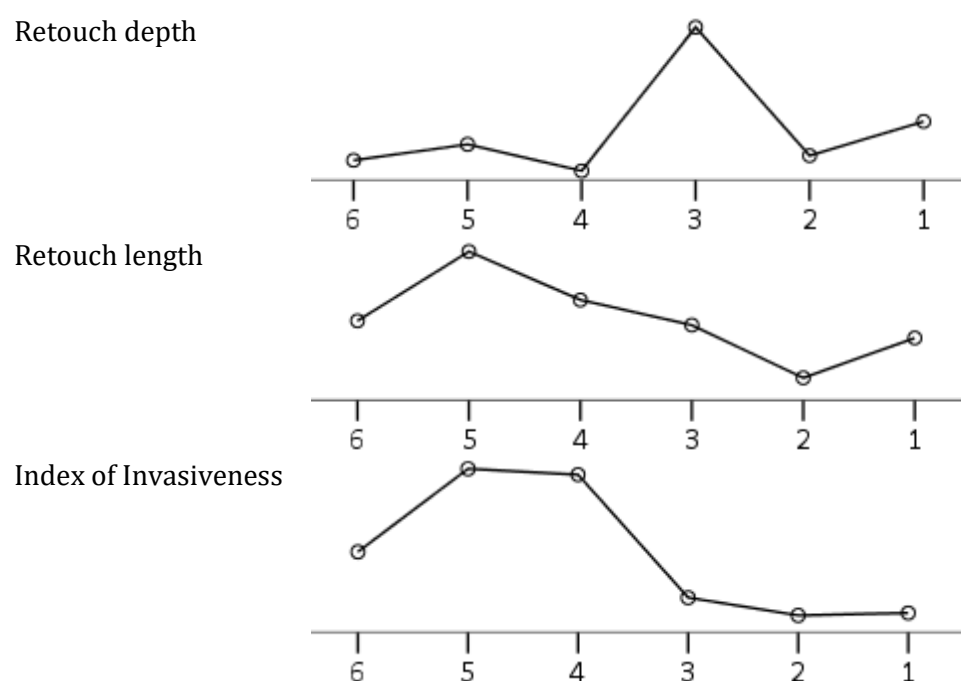 Retouch depth
6 5 4 3 2 1
Retouch length
6 5 4 3 2 1
Index of Invasiveness
6 5 4 3 2 1